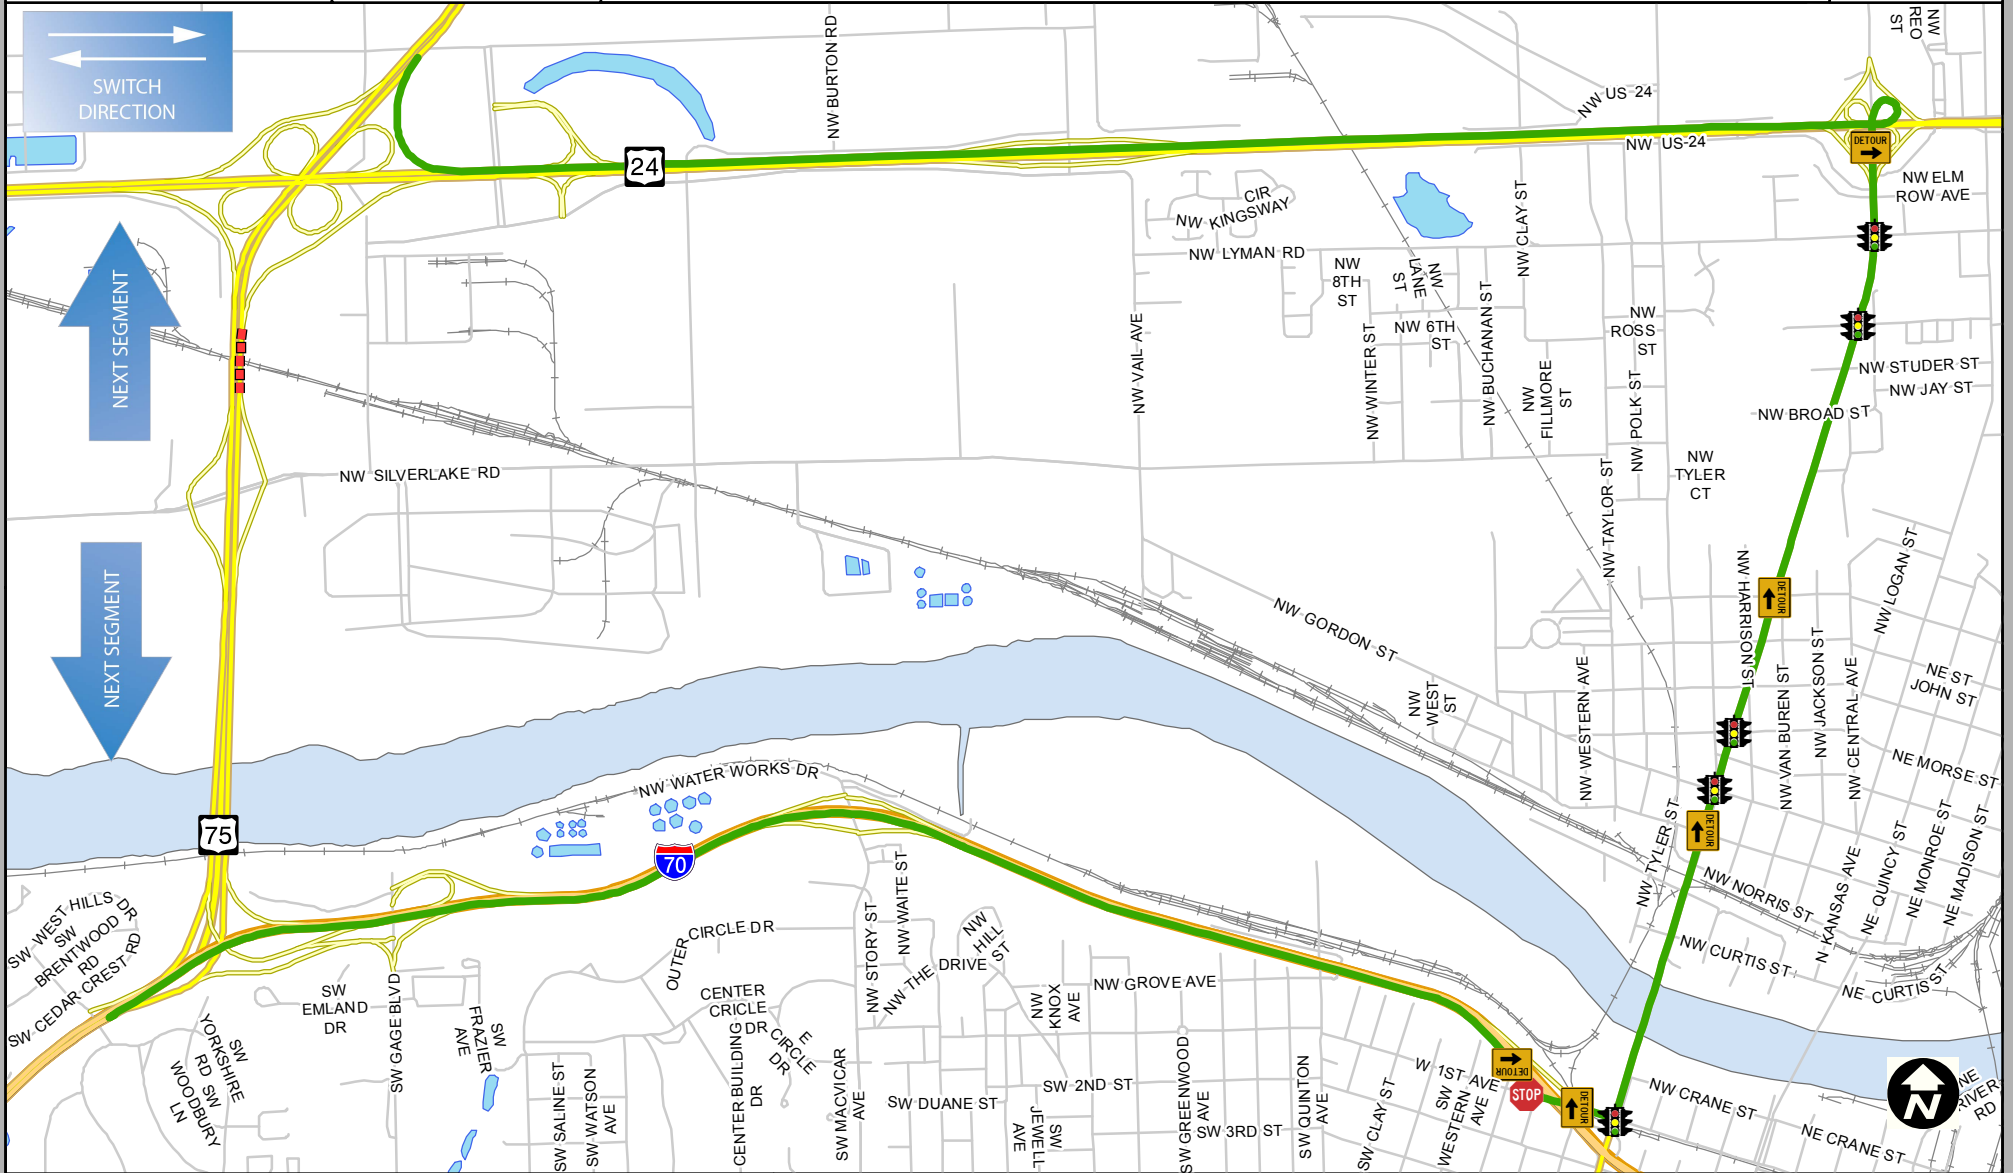 SWITCH
DIRECTION
NW BURTON RD
NW
REO
ST
NW US 24
NW US-24
DETOUR
24
NW ELM
ROW AVE
CIR
NW KINGSWAY
NW LYMAN RD
NW CLAY ST
NW
8TH
ST
NW
LANE
ST
NEXT SEGMENT
NW VAIL AVE
NW WINTER ST
NW 6TH
ST
NW BUCHANAN ST
NW
FILLMORE
ST
NW
ROSS
ST
NW POLK ST
NW STUDER ST
NW JAY ST
NW BROAD ST
NW SILVERLAKE RD
NW
TYLER
CT
NW TAYLOR ST
NW LOGAN ST
NEXT SEGMENT
NW GORDON ST
NW HARRISON ST
DETOUR
NW
WEST
ST
NW WESTERN AVE
NW VAN BUREN ST
NW JACKSON ST
NW CENTRAL AVE
NE ST
JOHN ST
NE MORSE ST
NW WATER WORKS DR
75
70
DETOUR
NW TYLER ST
NW NORRIS ST
N KANSAS AVE
NE QUINCY ST
NE MONROE ST
NE MADISON ST
SW WEST HILLS DR
SW
BRENTWOOD
RD
SW CEDAR CREST RD
OUTER
CIRCLE DR
NW STORY ST
NW WAITE ST
NW
HILL
ST
NW THE
DRIVE
NW CURTIS ST
NE CURTIS ST
SW
EMLAND
DR
SW GAGE BLVD
SW
FRAZIER
AVE
CENTER
CRICLE
DR
E
CIRCLE
DR
NW
KNOX
AVE
NW GROVE AVE
SW
YORKSHIRE
RD
SW
WOODBURY
LN
SW SALINE ST
SW WATSON
AVE
CENTER BUILDING
DR
SW MACVICAR
AVE
SW DUANE ST
SW 2ND ST
SW
JEWELL
AVE
SW GREENWOOD
AVE
SW 3RD ST
SW QUINTON
AVE
SW CLAY ST
W 1ST AVE
SW
WESTERN
AVE
DETOUR
STOP
DETOUR
NW CRANE ST
NE CRANE ST
NE
RIVER
RD
N